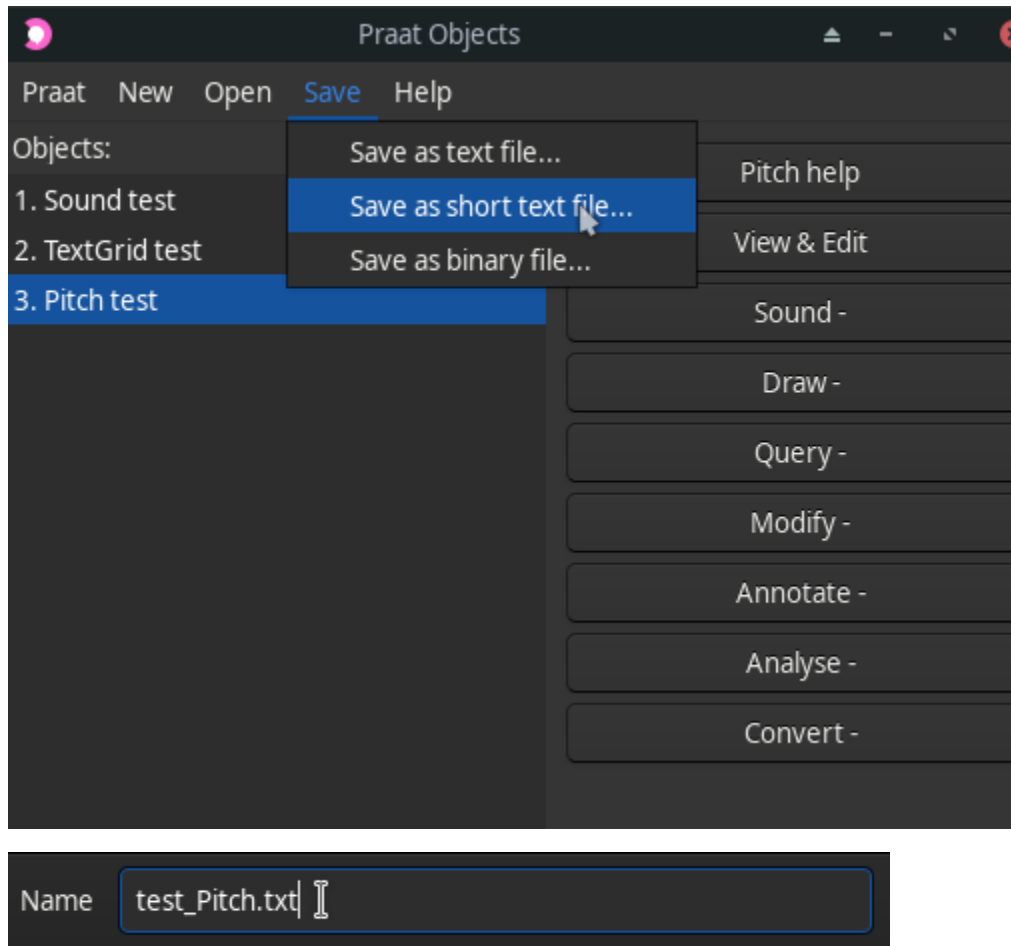 Praat Objects
Praat New Open Save Help
Objects:
Save as text file...
Pitch help
1. Sound test
Save as short text file...
2. TextGrid test
View & Edit
Save as binary file...
3. Pitch test
Sound -
Draw -
Query -
Modify -
Annotate -
Analyse -
Convert -
Name test_Pitch.txt